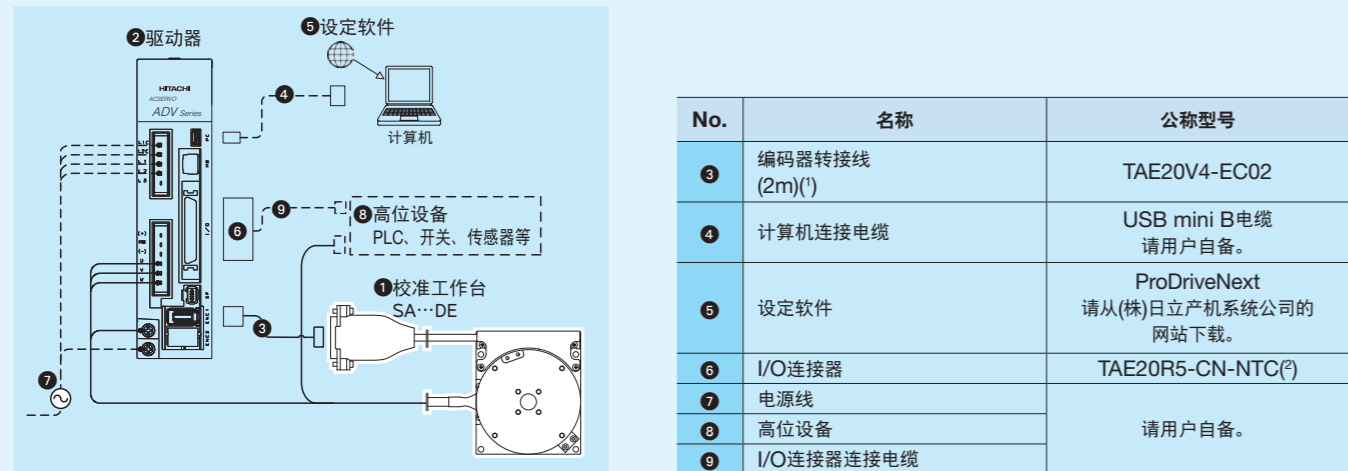 ❺设定软件
❷驱动器
HITACHI
ACSERVO
ADV Series
❹
计算机
PC
I/O
❾
❻
❽高位设备
PLC、开关、传感器等
❶校准工作台
SA…DE
SP
ENC1
ENC2
❸
❼
No. 名称 公称型号
❸ 编码器转接线
(2m)(¹) TAE20V4-EC02
❹ 计算机连接电缆 USB mini B电缆
请用户自备。
❺ 设定软件 ProDriveNext
请从(株)日立产机系统公司的
网站下载。
❻ I/O连接器 TAE20R5-CN-NTC(²)
❼ 电源线
❽ 高位设备 请用户自备。
❾ I/O连接器连接电缆